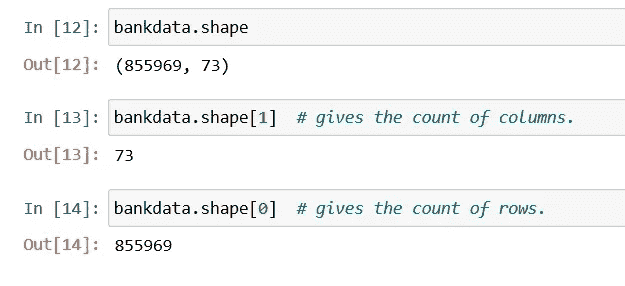 In [12]: bankdata.shape
Out[12]: (855969, 73)
In [13]: bankdata.shape[1]  # gives the count of columns.
Out[13]: 73
In [14]: bankdata.shape[0]  # gives the count of rows.
Out[14]: 855969